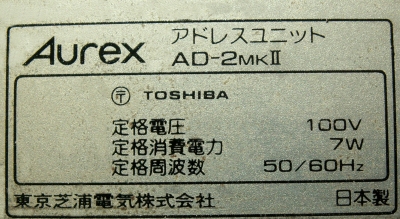 Aurex アドレスユニット
AD-2MKⅡ
〒 TOSHIBA
定格電圧 100V
定格消費電力 7W
定格周波数 50/60Hz
東京芝浦電気株式会社 日本製